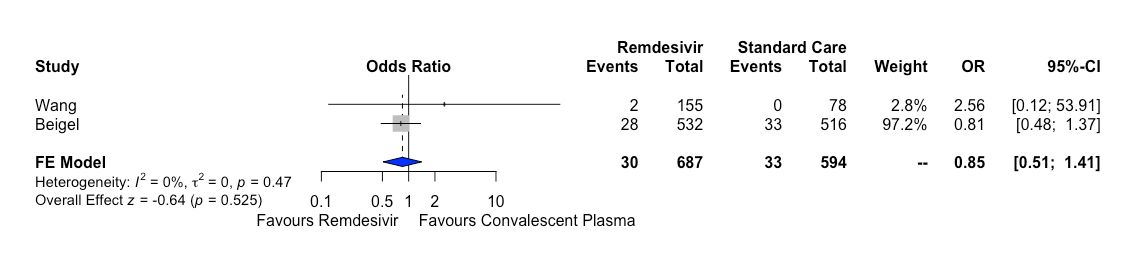 Remdesivir Standard Care
Study Odds Ratio Events Total Events Total Weight OR 95%-CI
Wang 2 155 0 78 2.8% 2.56 [0.12; 53.91]
Beigel 28 532 33 516 97.2% 0.81 [0.48; 1.37]
FE Model 30 687 33 594 -- 0.85 [0.51; 1.41]
Heterogeneity: I² = 0%, τ² = 0, p = 0.47
Overall Effect z = -0.64 (p = 0.525)
0.1 0.5 1 2 10
Favours Remdesivir Favours Convalescent Plasma